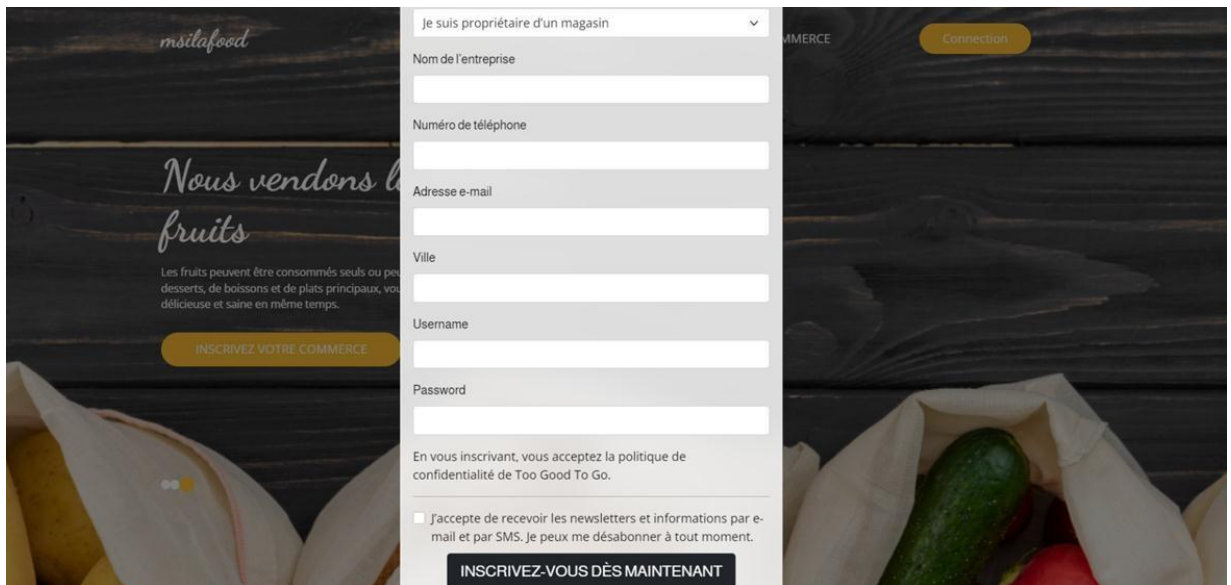 Je suis propriétaire d'un magasin
msilafood
MMERCE
Connection
Nom de l'entreprise
Numéro de téléphone
Nous vendons l
fruits
Adresse e-mail
Ville
Les fruits peuvent être consommés seuls ou peu
desserts, de boissons et de plats principaux, vou
délicieuse et saine en même temps.
INSCRIVEZ VOTRE COMMERCE
Username
Password
En vous inscrivant, vous acceptez la politique de
confidentialité de Too Good To Go.
J'accepte de recevoir les newsletters et informations par e-
mail et par SMS. Je peux me désabonner à tout moment.
INSCRIVEZ-VOUS DÈS MAINTENANT